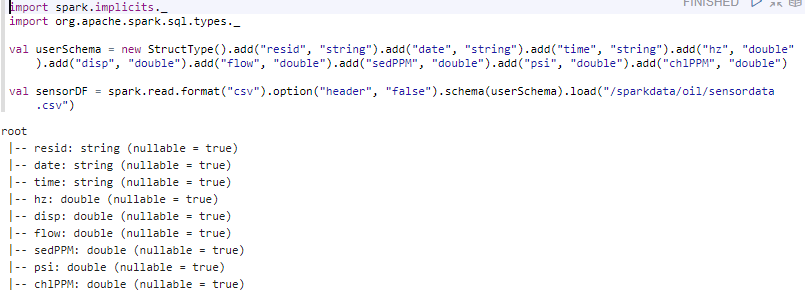 FINISHED
import spark.implicits._
import org.apache.spark.sql.types._
val userSchema = new StructType().add("resid", "string").add("date", "string").add("time", "string").add("hz", "double"
).add("disp", "double").add("flow", "double").add("sedPPM", "double").add("psi", "double").add("chlPPM", "double")
val sensorDF = spark.read.format("csv").option("header", "false").schema(userSchema).load("/sparkdata/oil/sensordata
.csv")
root
|-- resid: string (nullable = true)
|-- date: string (nullable = true)
|-- time: string (nullable = true)
|-- hz: double (nullable = true)
|-- disp: double (nullable = true)
|-- flow: double (nullable = true)
|-- sedPPM: double (nullable = true)
|-- psi: double (nullable = true)
|-- chlPPM: double (nullable = true)